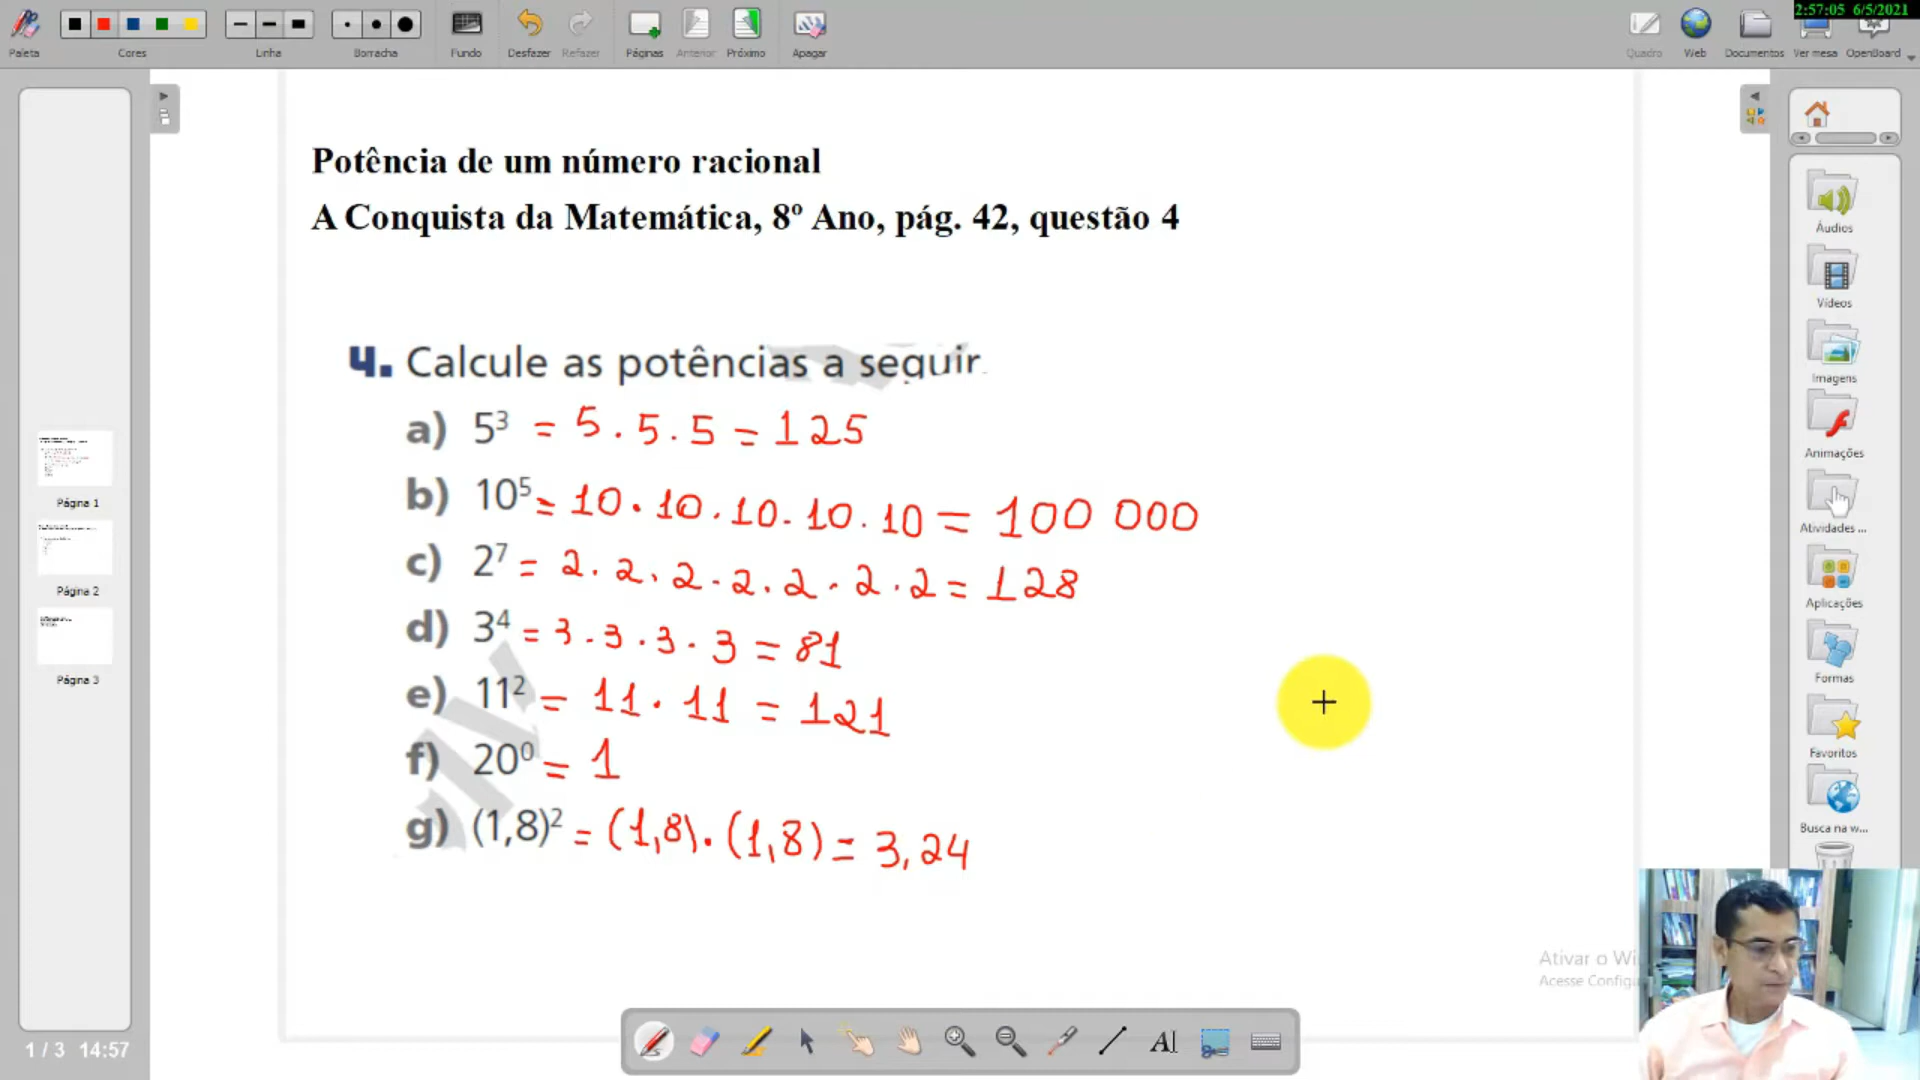 2:57:05 6/5/2021
Paleta Cores Linha Borracha Fundo Desfazer Refazer Páginas Anterior Próximo Apagar Quadro Web Documentos Ver mesa OpenBoard
Potência de um número racional
A Conquista da Matemática, 8º Ano, pág. 42, questão 4
4. Calcule as potências a seguir.
a) 5³ = 5 . 5 . 5 = 125
b) 10⁵ = 10 . 10 . 10 . 10 . 10 = 100 000
c) 2⁷ = 2 . 2 . 2 . 2 . 2 . 2 . 2 = 128
d) 3⁴ = 3 . 3 . 3 . 3 = 81
e) 11² = 11 . 11 = 121
f) 20⁰ = 1
g) (1,8)² = (1,8) . (1,8) = 3,24
Página 1
Página 2
Página 3
1 / 3 14:57
Áudios
Vídeos
Imagens
Animações
Atividades ...
Aplicações
Formas
Favoritos
Busca na w...
Ativar o Wi
Acesse Config
AI